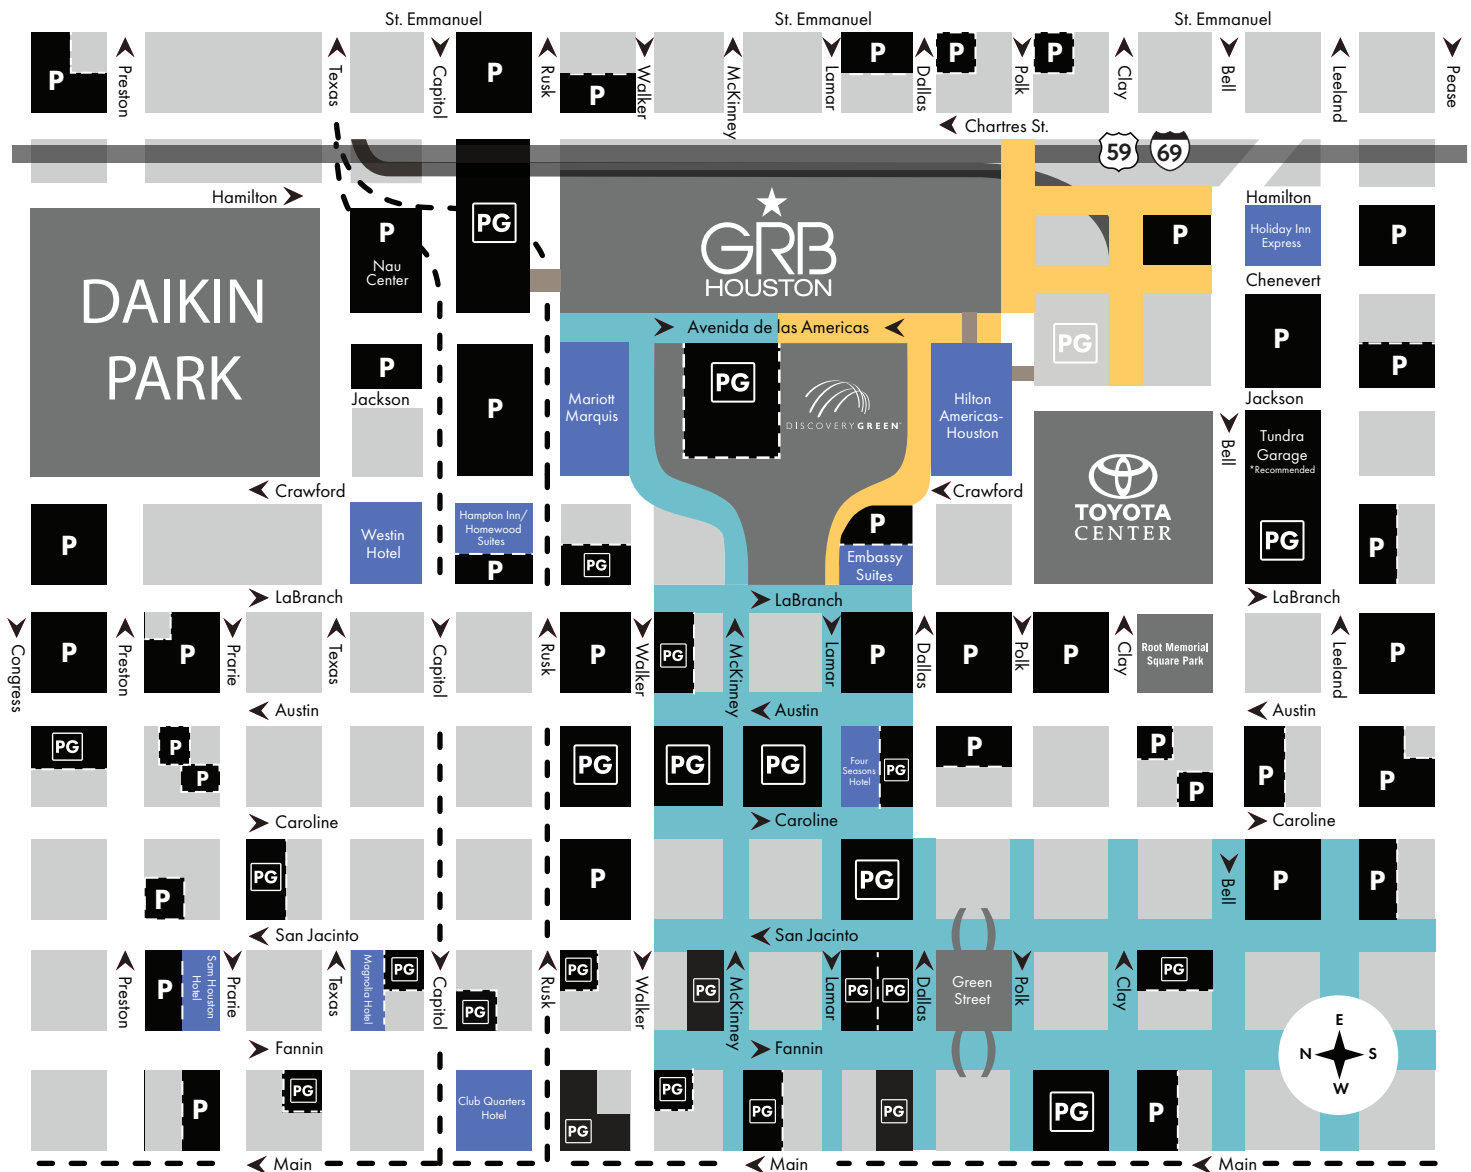 St. Emmanuel
St. Emmanuel
St. Emmanuel
P
Preston
Texas
Capitol
P
Rusk
P
Walker
McKinney
Lamar
P
Dallas
P
Polk
P
Clay
Bell
Leeland
Pease
Chartres St.
59
69
Hamilton
Hamilton
DAIKIN
PARK
P
Nau
Center
PG
GRB
HOUSTON
P
Holiday Inn
Express
P
Chenevert
Avenida de las Americas
P
Jackson
P
Mariott
Marquis
PG
DISCOVERY GREEN
Hilton
Americas-
Houston
PG
P
P
Jackson
Crawford
Crawford
TOYOTA
CENTER
Bell
Tundra
Garage
*Recommended
PG
P
Westin
Hotel
Hampton Inn/
Homewood
Suites
P
PG
P
Embassy
Suites
P
LaBranch
LaBranch
LaBranch
Congress
P
Preston
P
Prarie
Texas
Capitol
Rusk
P
Walker
PG
McKinney
Lamar
P
Dallas
P
Polk
P
Clay
Root Memorial
Square Park
Leeland
P
Austin
Austin
Austin
PG
P
P
PG
PG
PG
Four
Seasons
Hotel
PG
P
P
P
P
P
Caroline
Caroline
Caroline
P
PG
P
PG
Bell
P
P
San Jacinto
San Jacinto
Preston
P
Sam Houston
Hotel
Prarie
Texas
Magnolia Hotel
PG
Capitol
PG
Rusk
PG
Walker
PG
McKinney
Lamar
PG
PG
Dallas
Green
Street
Polk
Clay
PG
Fannin
Fannin
E
N
S
W
P
PG
Club Quarters
Hotel
PG
PG
PG
PG
PG
P
Main
Main
Main